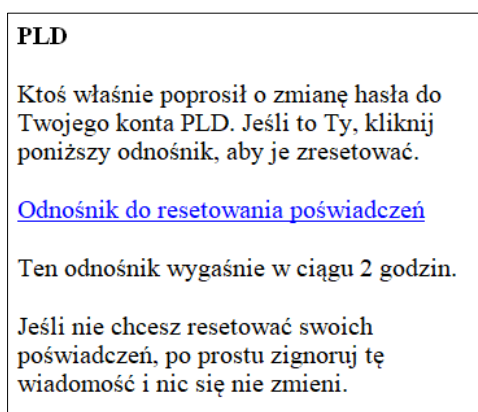 PLD
Ktoś właśnie poprosił o zmianę hasła do
Twojego konta PLD. Jeśli to Ty, kliknij
poniższy odnośnik, aby je zresetować.
Odnośnik do resetowania poświadczeń
Ten odnośnik wygaśnie w ciągu 2 godzin.
Jeśli nie chcesz resetować swoich
poświadczeń, po prostu zignoruj tę
wiadomość i nic się nie zmieni.